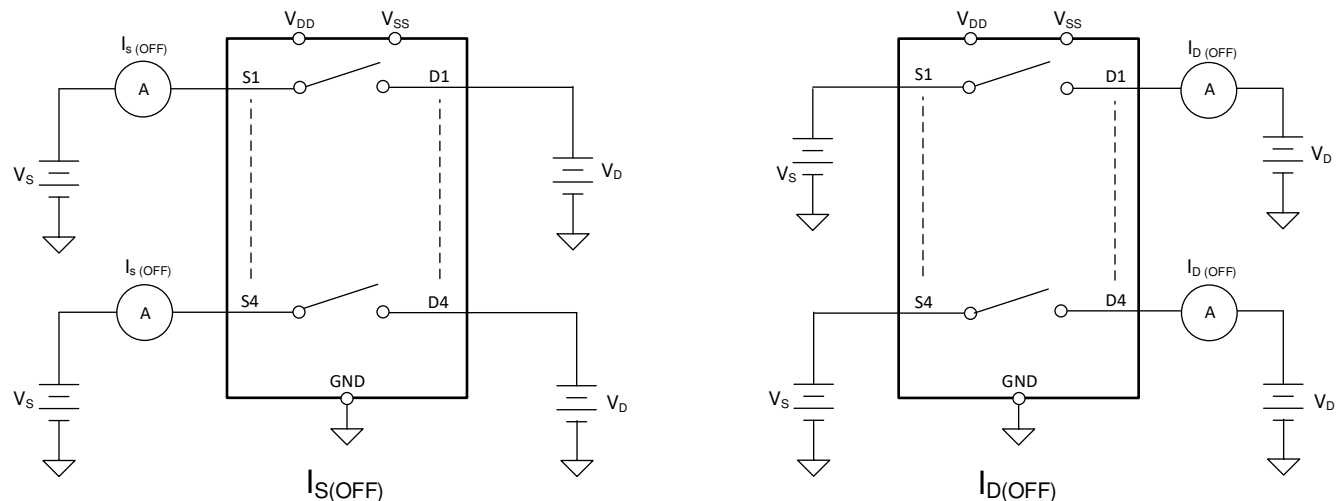 VDD VSS
Is (OFF)
A
S1 D1
VS
VD
Is (OFF)
A
S4 D4
VS
VD
GND
IS(OFF)
VDD VSS
ID (OFF)
S1 D1
A
VS
VD
ID (OFF)
S4 D4
A
VS
VD
GND
ID(OFF)